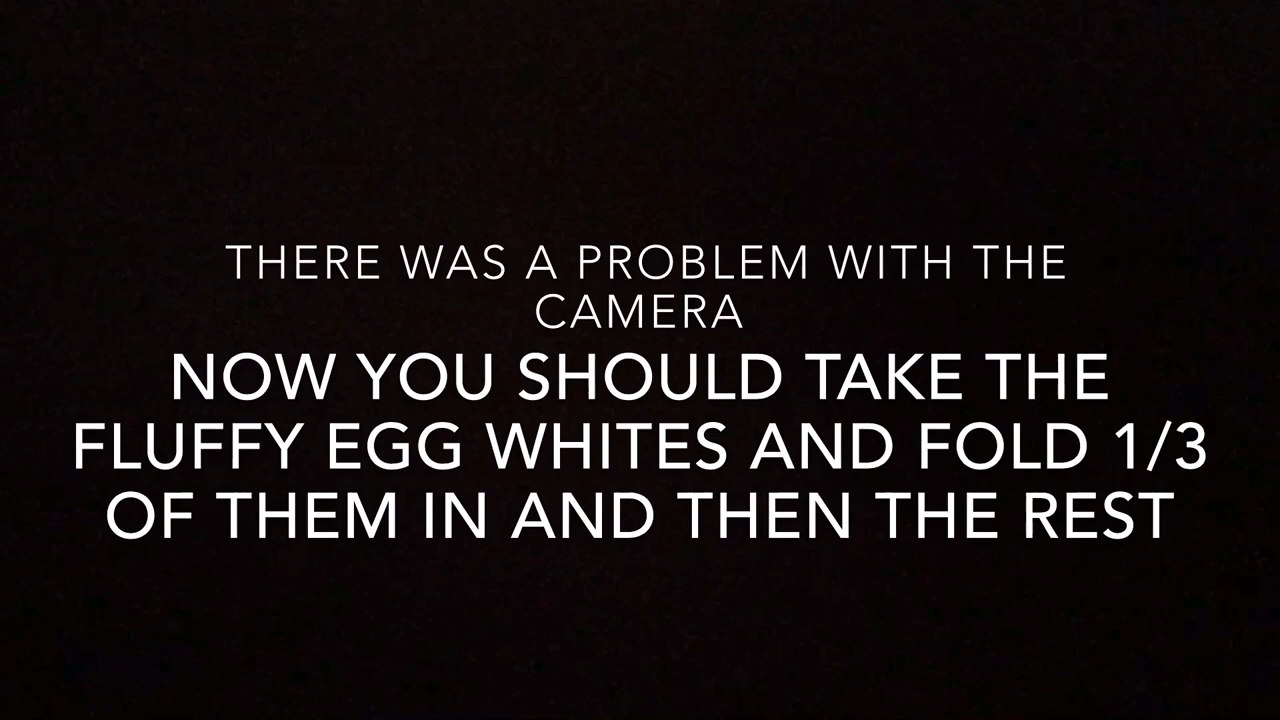 THERE WAS A PROBLEM WITH THE
CAMERA
NOW YOU SHOULD TAKE THE
FLUFFY EGG WHITES AND FOLD 1/3
OF THEM IN AND THEN THE REST